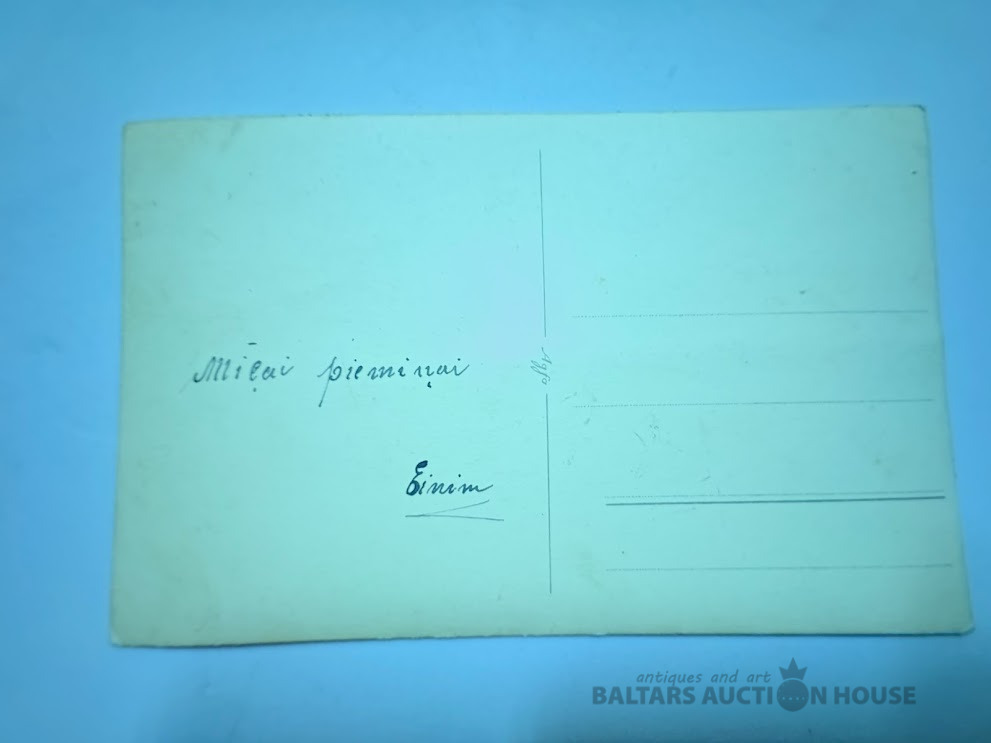 Mīļai piemiņai
Einim
antiques and art
BALTARS AUCTION HOUSE